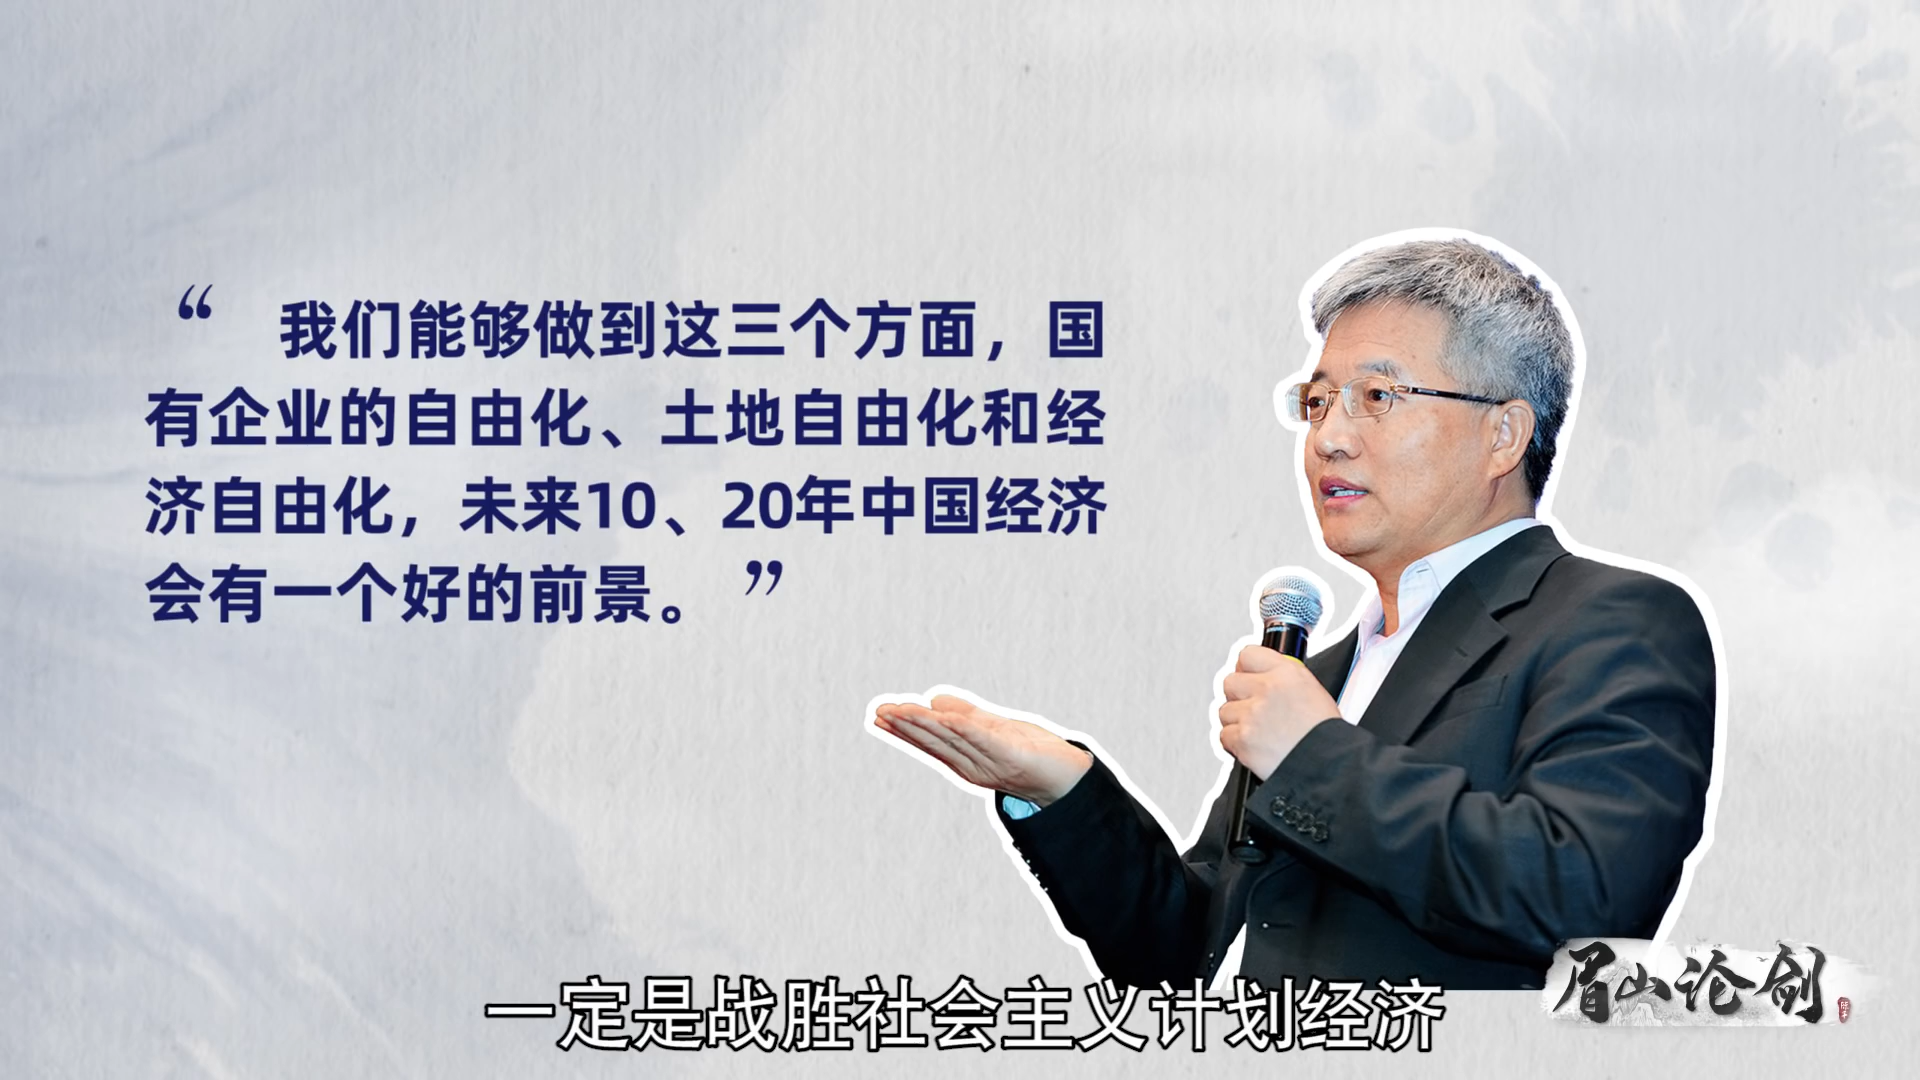 “ 我们能够做到这三个方面，国
有企业的自由化、土地自由化和经
济自由化，未来10、20年中国经济
会有一个好的前景。”
一定是战胜社会主义计划经济
眉山论剑